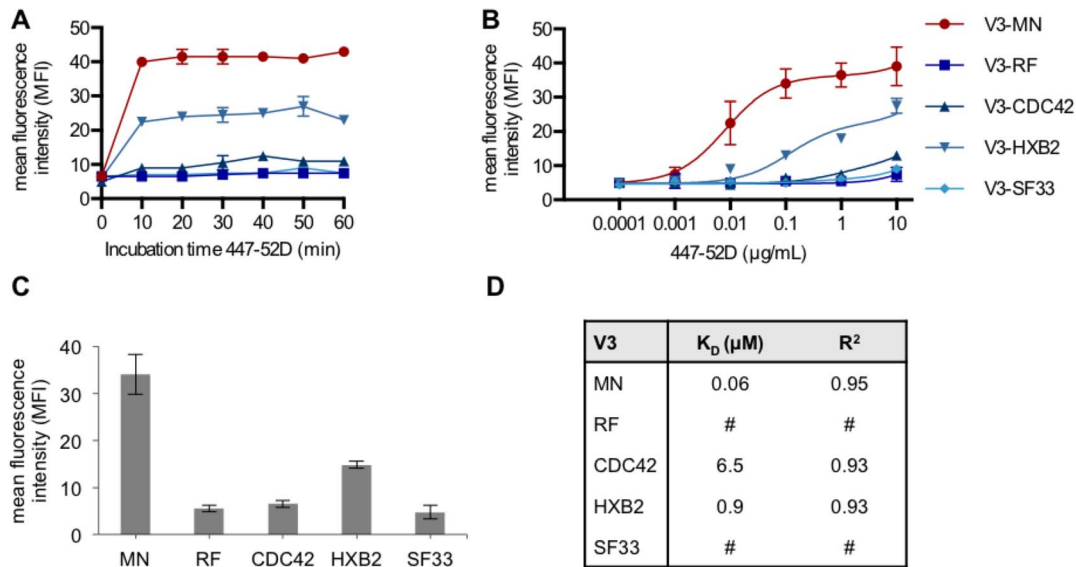 A
mean fluorescence
intensity (MFI)
50
40
30
20
10
0
0 10 20 30 40 50 60
Incubation time 447-52D (min)
B
mean fluorescence
intensity (MFI)
50
40
30
20
10
0
0.0001 0.001 0.01 0.1 1 10
447-52D (µg/mL)
V3-MN
V3-RF
V3-CDC42
V3-HXB2
V3-SF33
C
mean fluorescence
intensity (MFI)
40
30
20
10
0
MN RF CDC42 HXB2 SF33
D
V3 K_D (µM) R²
MN 0.06 0.95
RF # #
CDC42 6.5 0.93
HXB2 0.9 0.93
SF33 # #